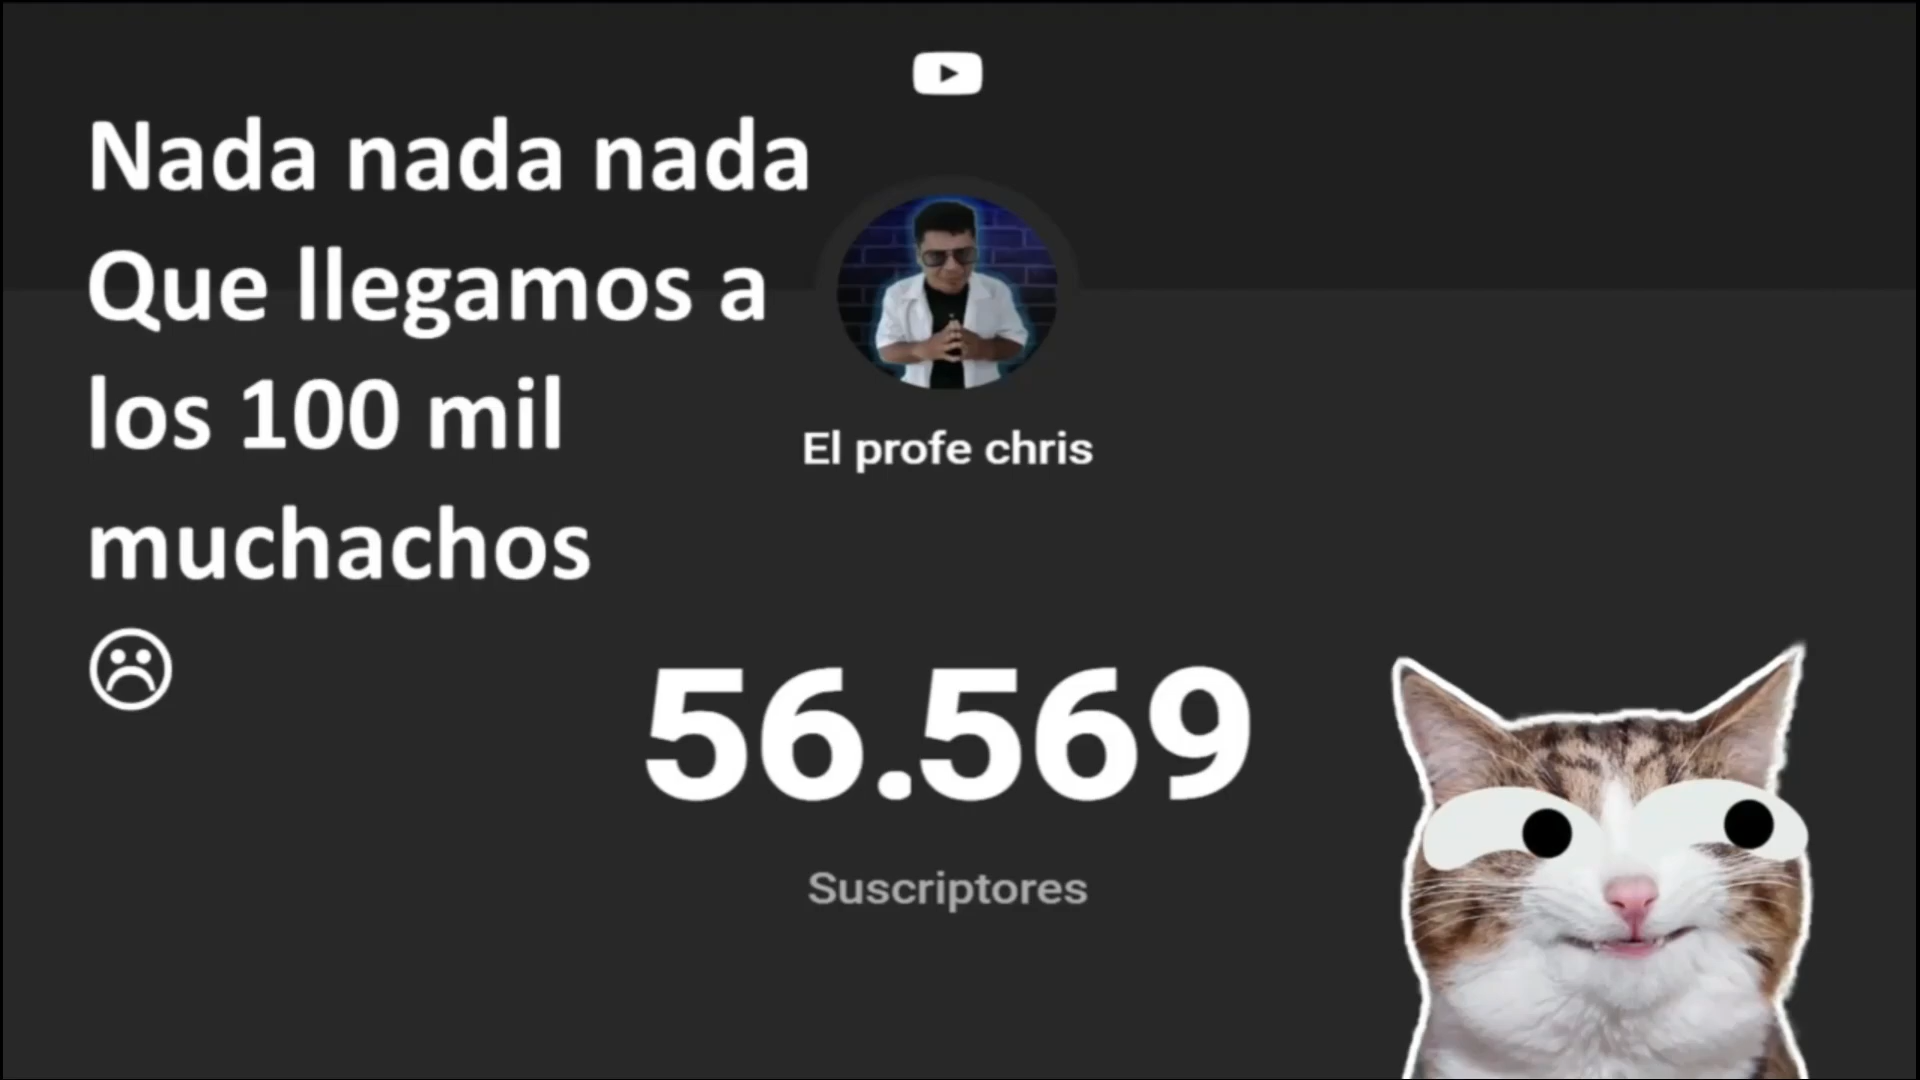 Nada nada nada
Que llegamos a
los 100 mil
muchachos
☹
El profe chris
56.569
Suscriptores